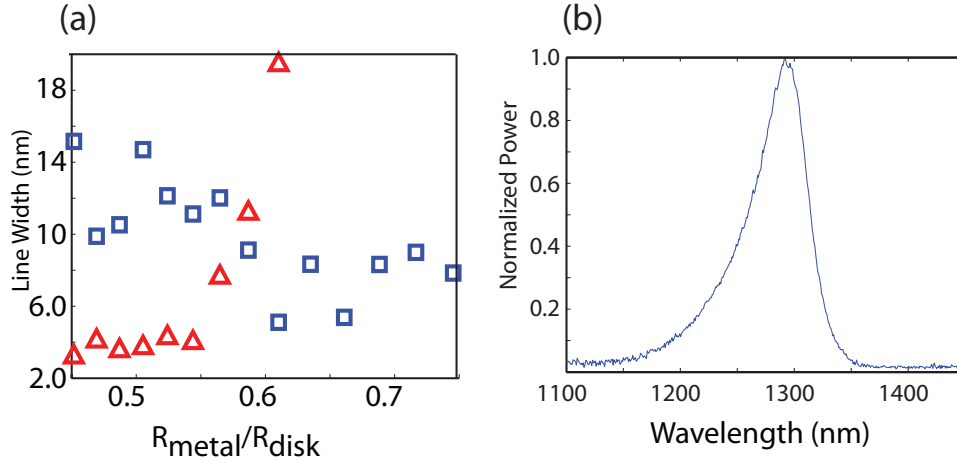 (a)
Line Width (nm)
18
14
10
6.0
2.0
0.5
0.6
0.7
Rmetal/Rdisk
(b)
Normalized Power
1.0
0.8
0.6
0.4
0.2
1100
1200
1300
1400
Wavelength (nm)